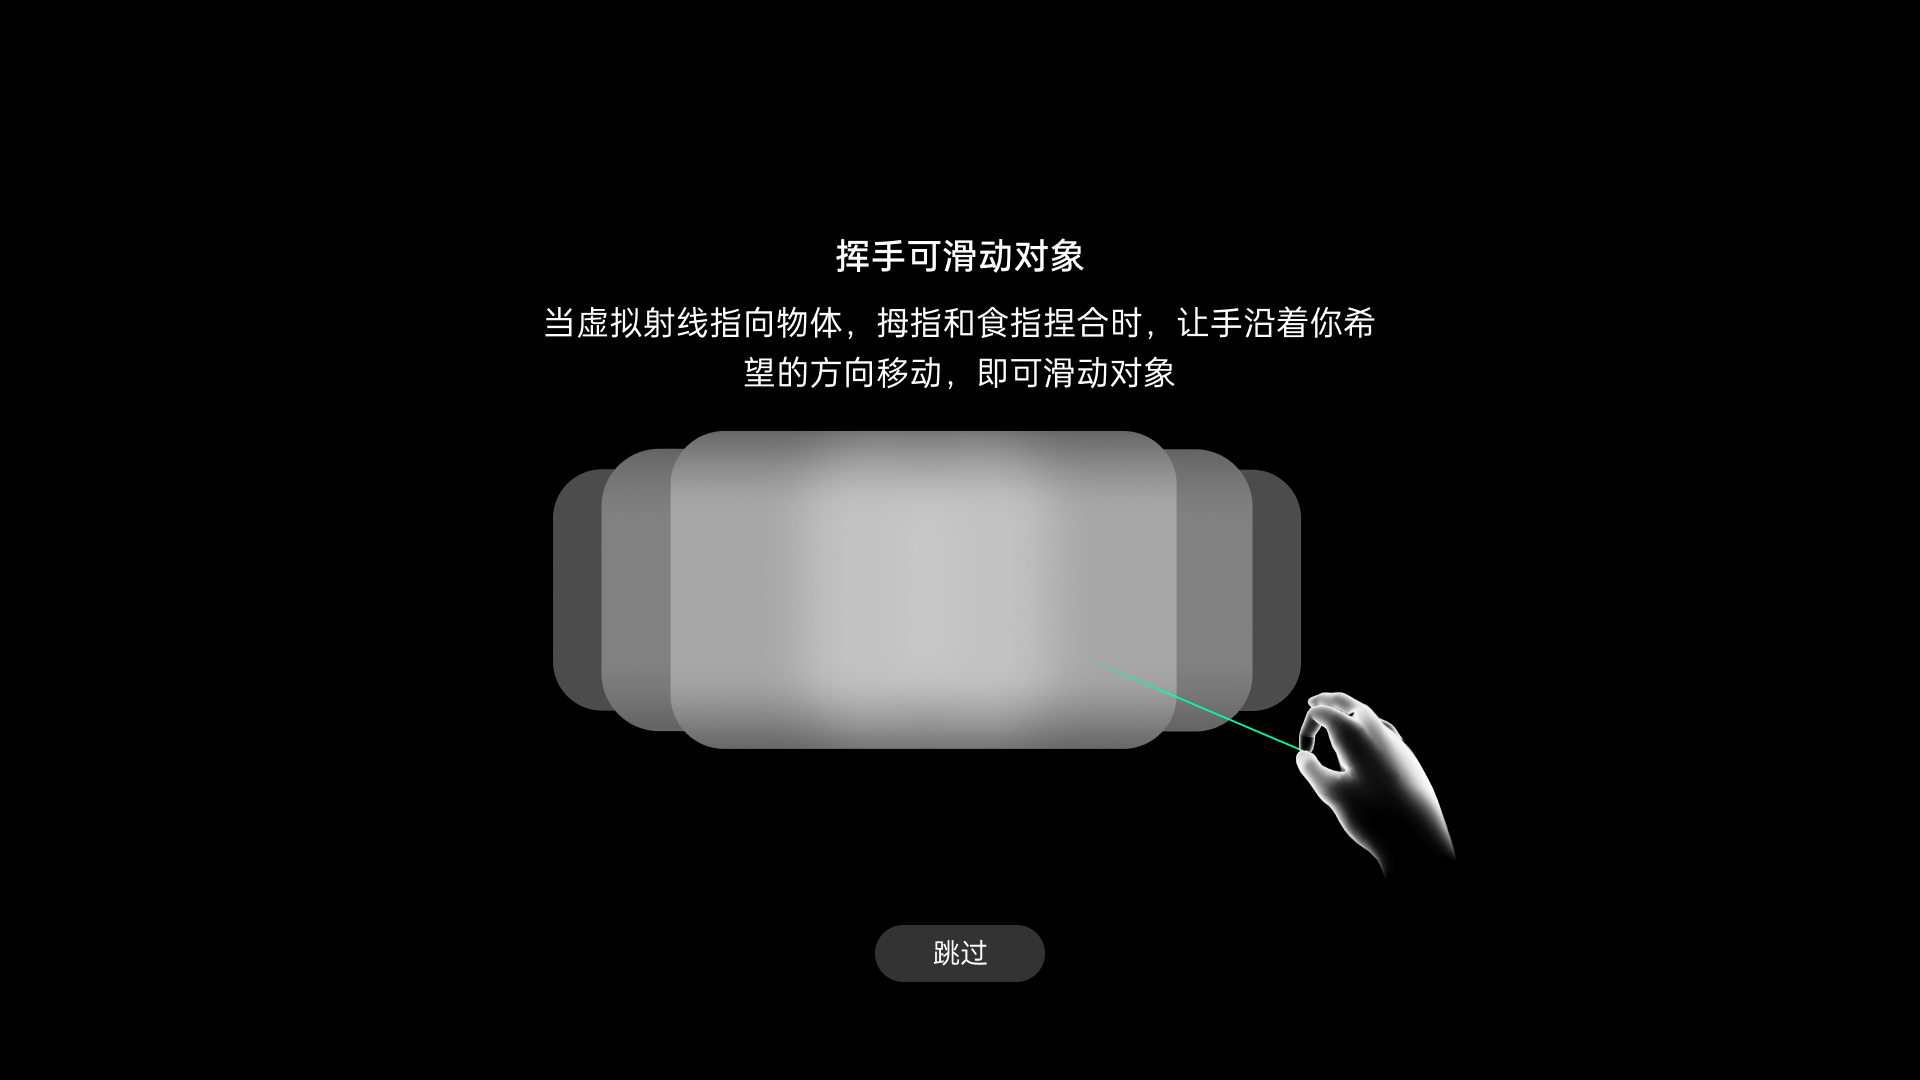 挥手可滑动对象
当虚拟射线指向物体，拇指和食指捏合时，让手沿着你希
望的方向移动，即可滑动对象
跳过